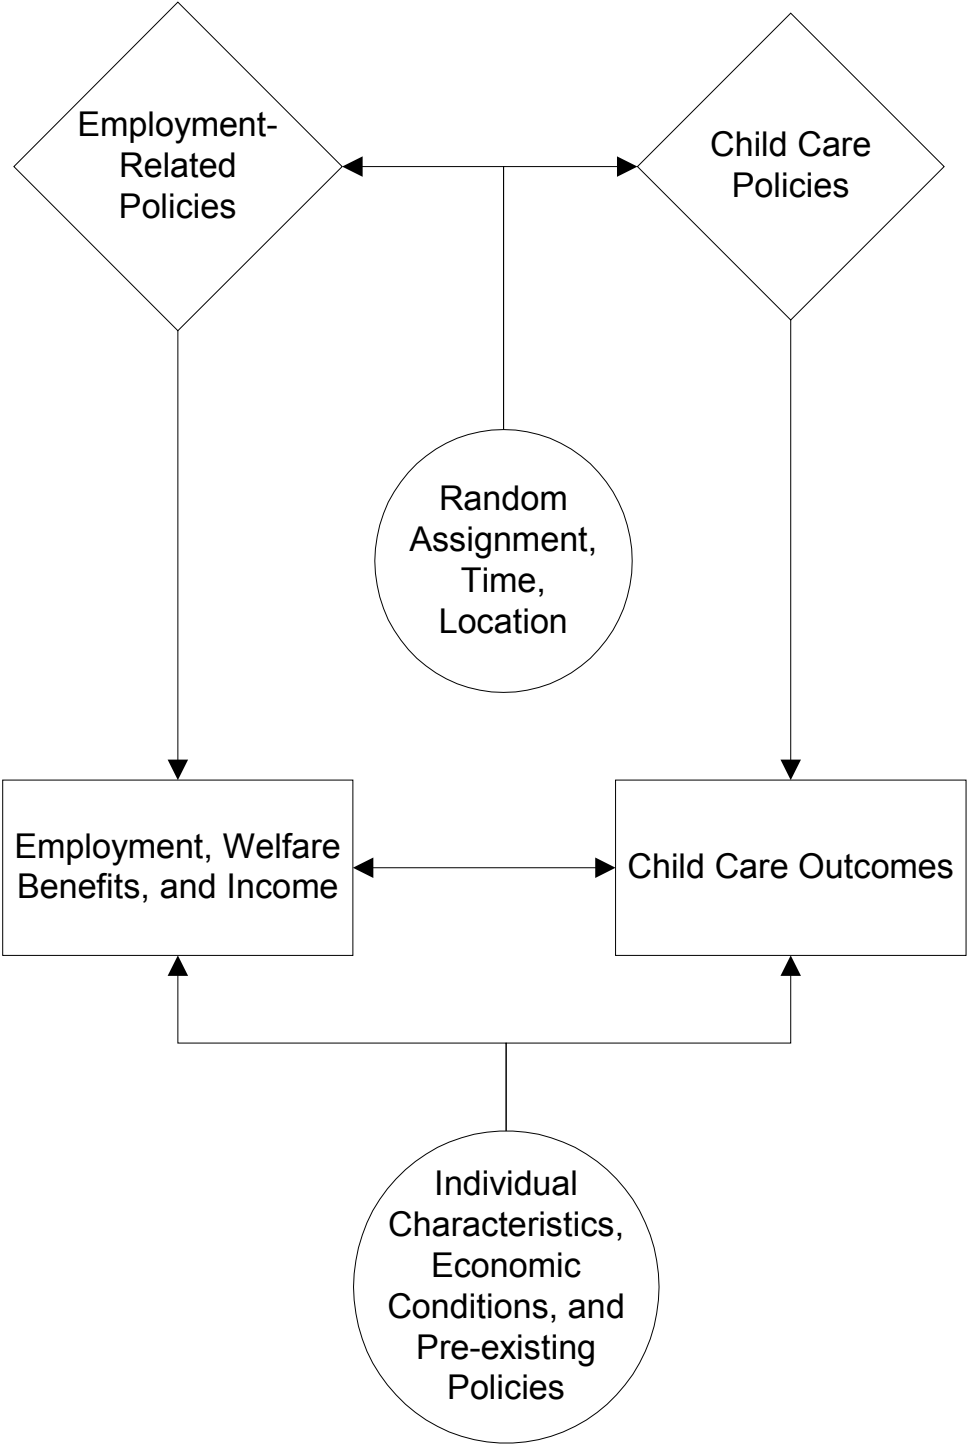 Employment-
Related
Policies
Child Care
Policies
Random
Assignment,
Time,
Location
Employment, Welfare
Benefits, and Income
Child Care Outcomes
Individual
Characteristics,
Economic
Conditions, and
Pre-existing
Policies